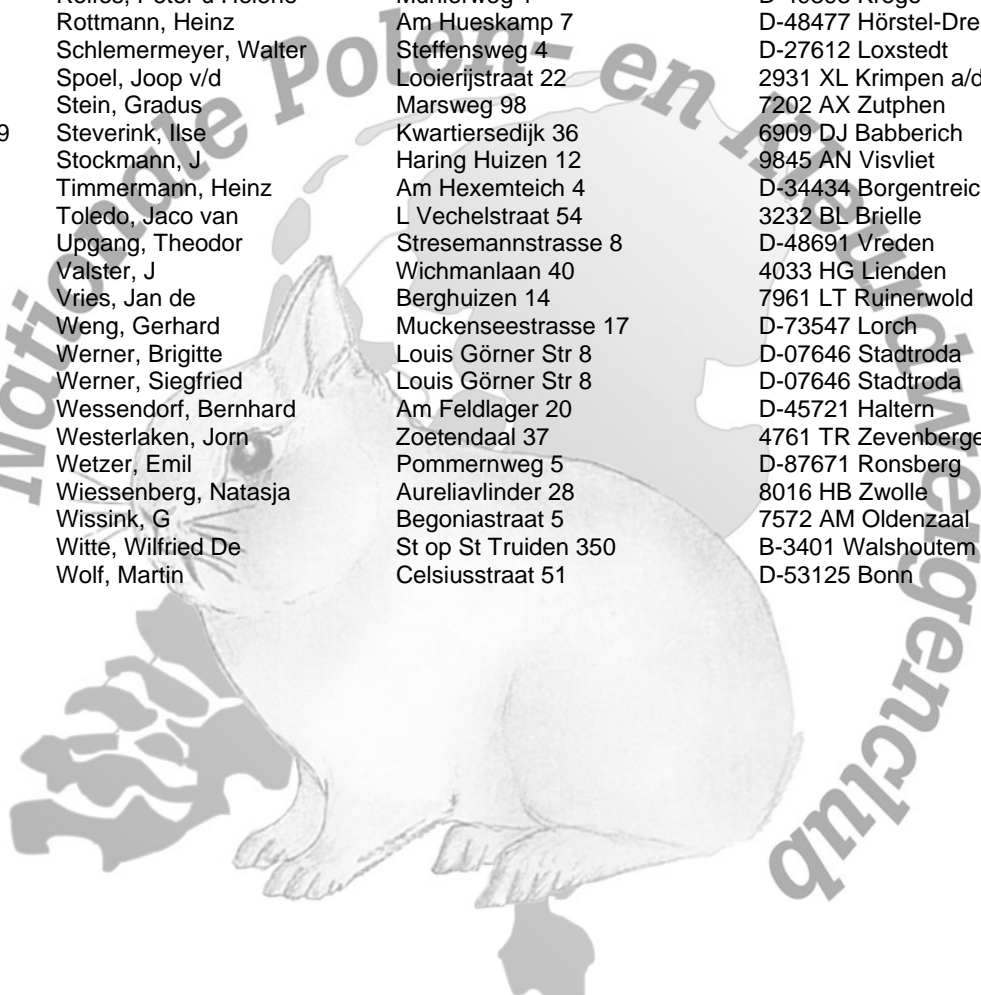 Rottmann, Heinz Am Hueskamp 7 D-48477 Hörstel-Dre
Schlemermeyer, Walter Steffensweg 4 D-27612 Loxstedt
Spoel, Joop v/d Looierijstraat 22 2931 XL Krimpen a/d
Stein, Gradus Marsweg 98 7202 AX Zutphen
9 Steverink, Ilse Kwartiersedijk 36 6909 DJ Babberich
Stockmann, J Haring Huizen 12 9845 AN Visvliet
Timmermann, Heinz Am Hexemteich 4 D-34434 Borgentreic
Toledo, Jaco van L Vechelstraat 54 3232 BL Brielle
Upgang, Theodor Stresemannstrasse 8 D-48691 Vreden
Valster, J Wichmanlaan 40 4033 HG Lienden
Vries, Jan de Berghuizen 14 7961 LT Ruinerwold
Weng, Gerhard Muckenseestrasse 17 D-73547 Lorch
Werner, Brigitte Louis Görner Str 8 D-07646 Stadtroda
Werner, Siegfried Louis Görner Str 8 D-07646 Stadtroda
Wessendorf, Bernhard Am Feldlager 20 D-45721 Haltern
Westerlaken, Jorn Zoetendaal 37 4761 TR Zevenberge
Wetzer, Emil Pommernweg 5 D-87671 Ronsberg
Wiessenberg, Natasja Aureliavlinder 28 8016 HB Zwolle
Wissink, G Begoniastraat 5 7572 AM Oldenzaal
Witte, Wilfried De St op St Truiden 350 B-3401 Walshoutem
Wolf, Martin Celsiusstraat 51 D-53125 Bonn
Nationale Polen- en Kleurdwergenclub